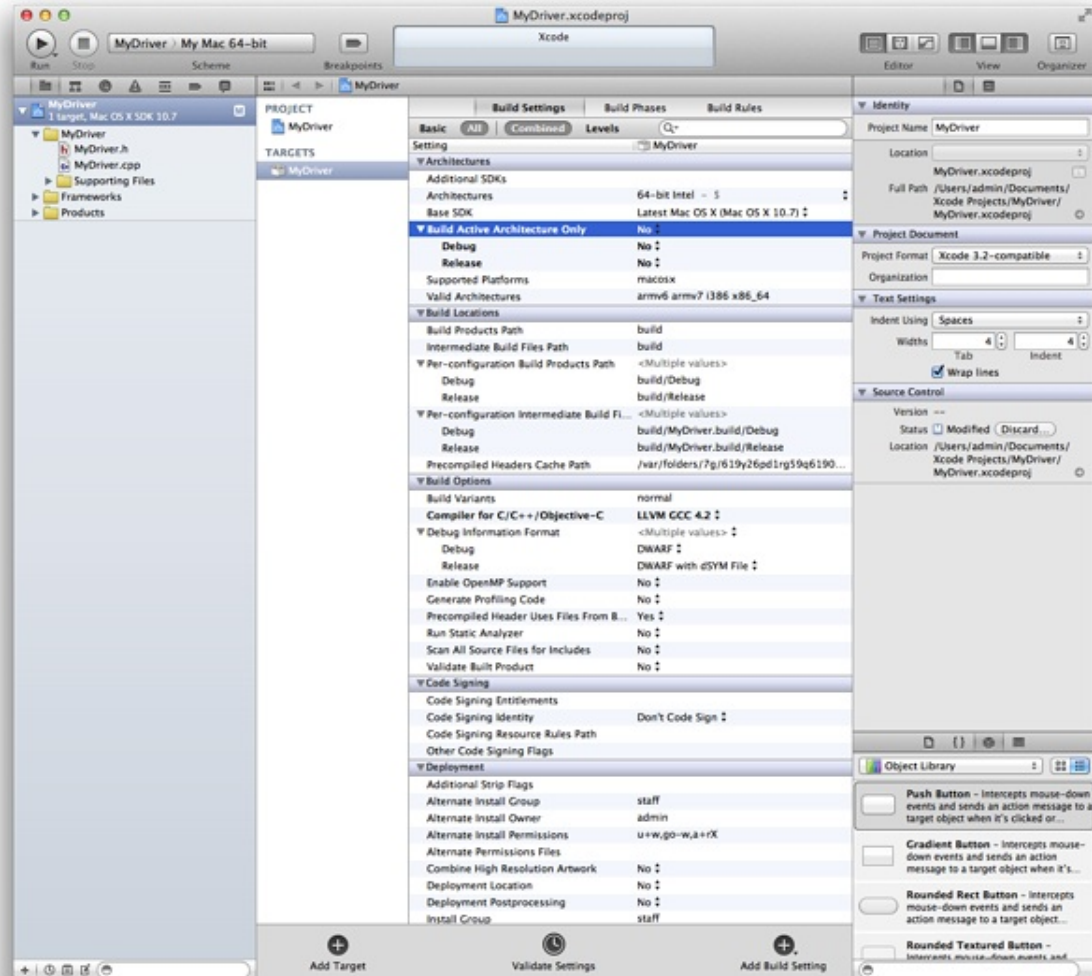 MyDriver.xcodeproj
Run
Stop
MyDriver
My Mac 64-bit
Scheme
Breakpoints
Xcode
Editor
View
Organizer
MyDriver
1 target, Mac OS X SDK 10.7
M
MyDriver
MyDriver.h
MyDriver.cpp
Supporting Files
Frameworks
Products
MyDriver
PROJECT
MyDriver
TARGETS
MyDriver
Build Settings Build Phases Build Rules
Basic All Combined Levels
Setting MyDriver
Architectures
Additional SDKs
Architectures 64-bit Intel
Base SDK Latest Mac OS X (Mac OS X 10.7)
Build Active Architecture Only No
Debug No
Release No
Supported Platforms macosx
Valid Architectures armv6 armv7 i386 x86_64
Build Locations
Build Products Path build
Intermediate Build Files Path build
Per-configuration Build Products Path <Multiple values>
Debug build/Debug
Release build/Release
Per-configuration Intermediate Build Fi... <Multiple values>
Debug build/MyDriver.build/Debug
Release build/MyDriver.build/Release
Precompiled Headers Cache Path /var/folders/7g/619y26pd1rg59q6190...
Build Options
Build Variants normal
Compiler for C/C++/Objective-C LLVM GCC 4.2
Debug Information Format <Multiple values>
Debug DWARF
Release DWARF with dSYM File
Enable OpenMP Support No
Generate Profiling Code No
Precompiled Header Uses Files From B... Yes
Run Static Analyzer No
Scan All Source Files for Includes No
Validate Built Product No
Code Signing
Code Signing Entitlements
Code Signing Identity Don't Code Sign
Code Signing Resource Rules Path
Other Code Signing Flags
Deployment
Additional Strip Flags
Alternate Install Group staff
Alternate Install Owner admin
Alternate Install Permissions u+w,go-w,a+rX
Alternate Permissions Files
Combine High Resolution Artwork No
Deployment Location No
Deployment Postprocessing No
Install Group staff
Add Target
Validate Settings
Add Build Setting
Identity
Project Name MyDriver
Location
MyDriver.xcodeproj
Full Path /Users/admin/Documents/
Xcode Projects/MyDriver/
MyDriver.xcodeproj
Project Document
Project Format Xcode 3.2-compatible
Organization
Text Settings
Indent Using Spaces
Widths 4 4
Tab Indent
Wrap lines
Source Control
Version --
Status Modified Discard...
Location /Users/admin/Documents/
Xcode Projects/MyDriver/
MyDriver.xcodeproj
Object Library
Push Button - Intercepts mouse-down
events and sends an action message to a
target object when it's clicked or...
Gradient Button - Intercepts mouse-
down events and sends an action
message to a target object when it's...
Rounded Rect Button - Intercepts
mouse-down events and sends an
action message to a target object...
Rounded Textured Button -
Intercepts mouse-down events and